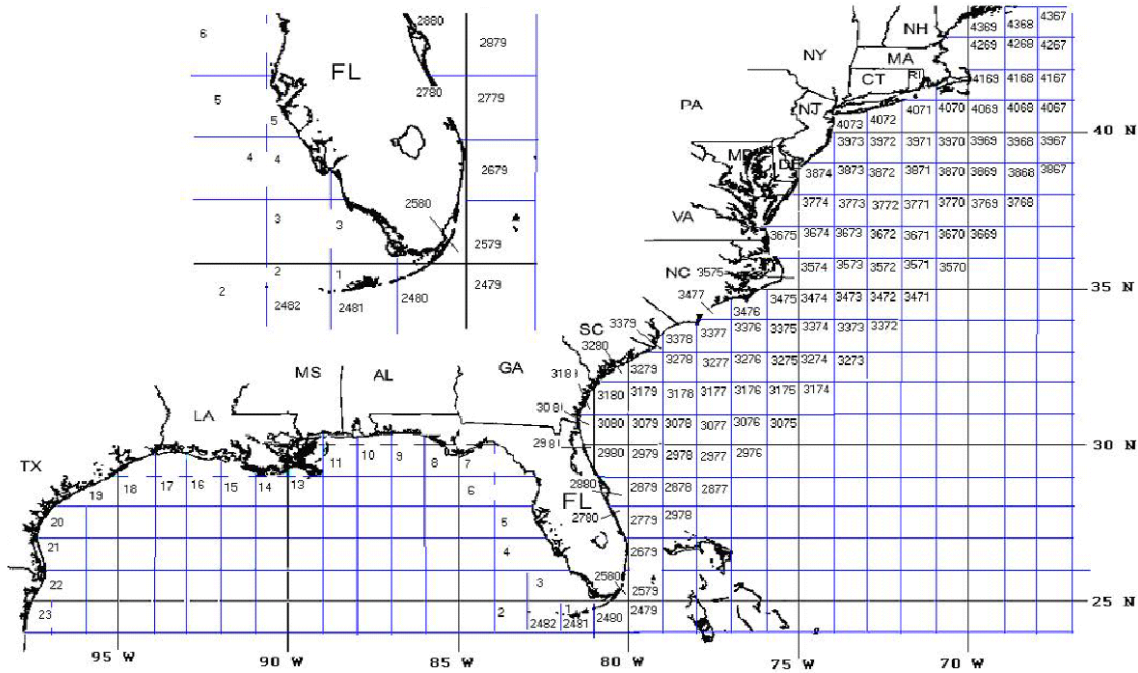 2880
6
2979
FL
2780
2779
5
5
4 4
2679
2580
3 3
2579
2 1
2479
2 2482 2481 2480
NH 4369 4368 4367
NY 4269 4268 4267
MA
CT RI 4169 4168 4167
PA NJ 4071 4070 4069 4068 4067
4073 4072 40 N
3973 3972 3971 3970 3969 3968 3967
DE
3874 3873 3872 3871 3870 3869 3868 3867
3774 3773 3772 3771 3770 3769 3768
VA
3675 3674 3673 3672 3671 3670 3669
NC 3575 3574 3573 3572 3571 3570
35 N
3477 3475 3474 3473 3472 3471
3476
SC 3379 3378 3377 3376 3375 3374 3373 3372
3280 3279 3278 3277 3276 3275 3274 3273
MS AL GA
3181 3180 3179 3178 3177 3176 3175 3174
LA 3081 3080 3079 3078 3077 3076 3075
2981 30 N
11 10 9 8 7 2980 2979 2978 2977 2976
TX
19 18 17 16 15 14 13 6 2880 2879 2878 2877
FL
20 5 2780 2779 2978
21 4 2679
22 3 2580 2579
25 N
23 2 1 2480 2479
2482 2481
95 W 90 W 85 W 80 W 75 W 70 W